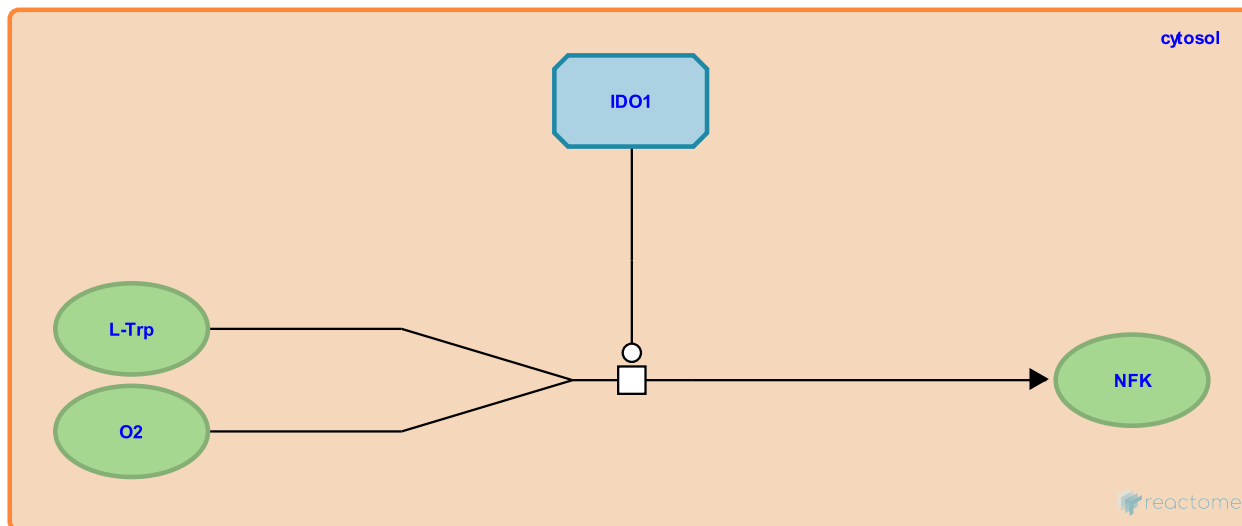 cytosol
IDO1
L-Trp
O2
NFK
reactome